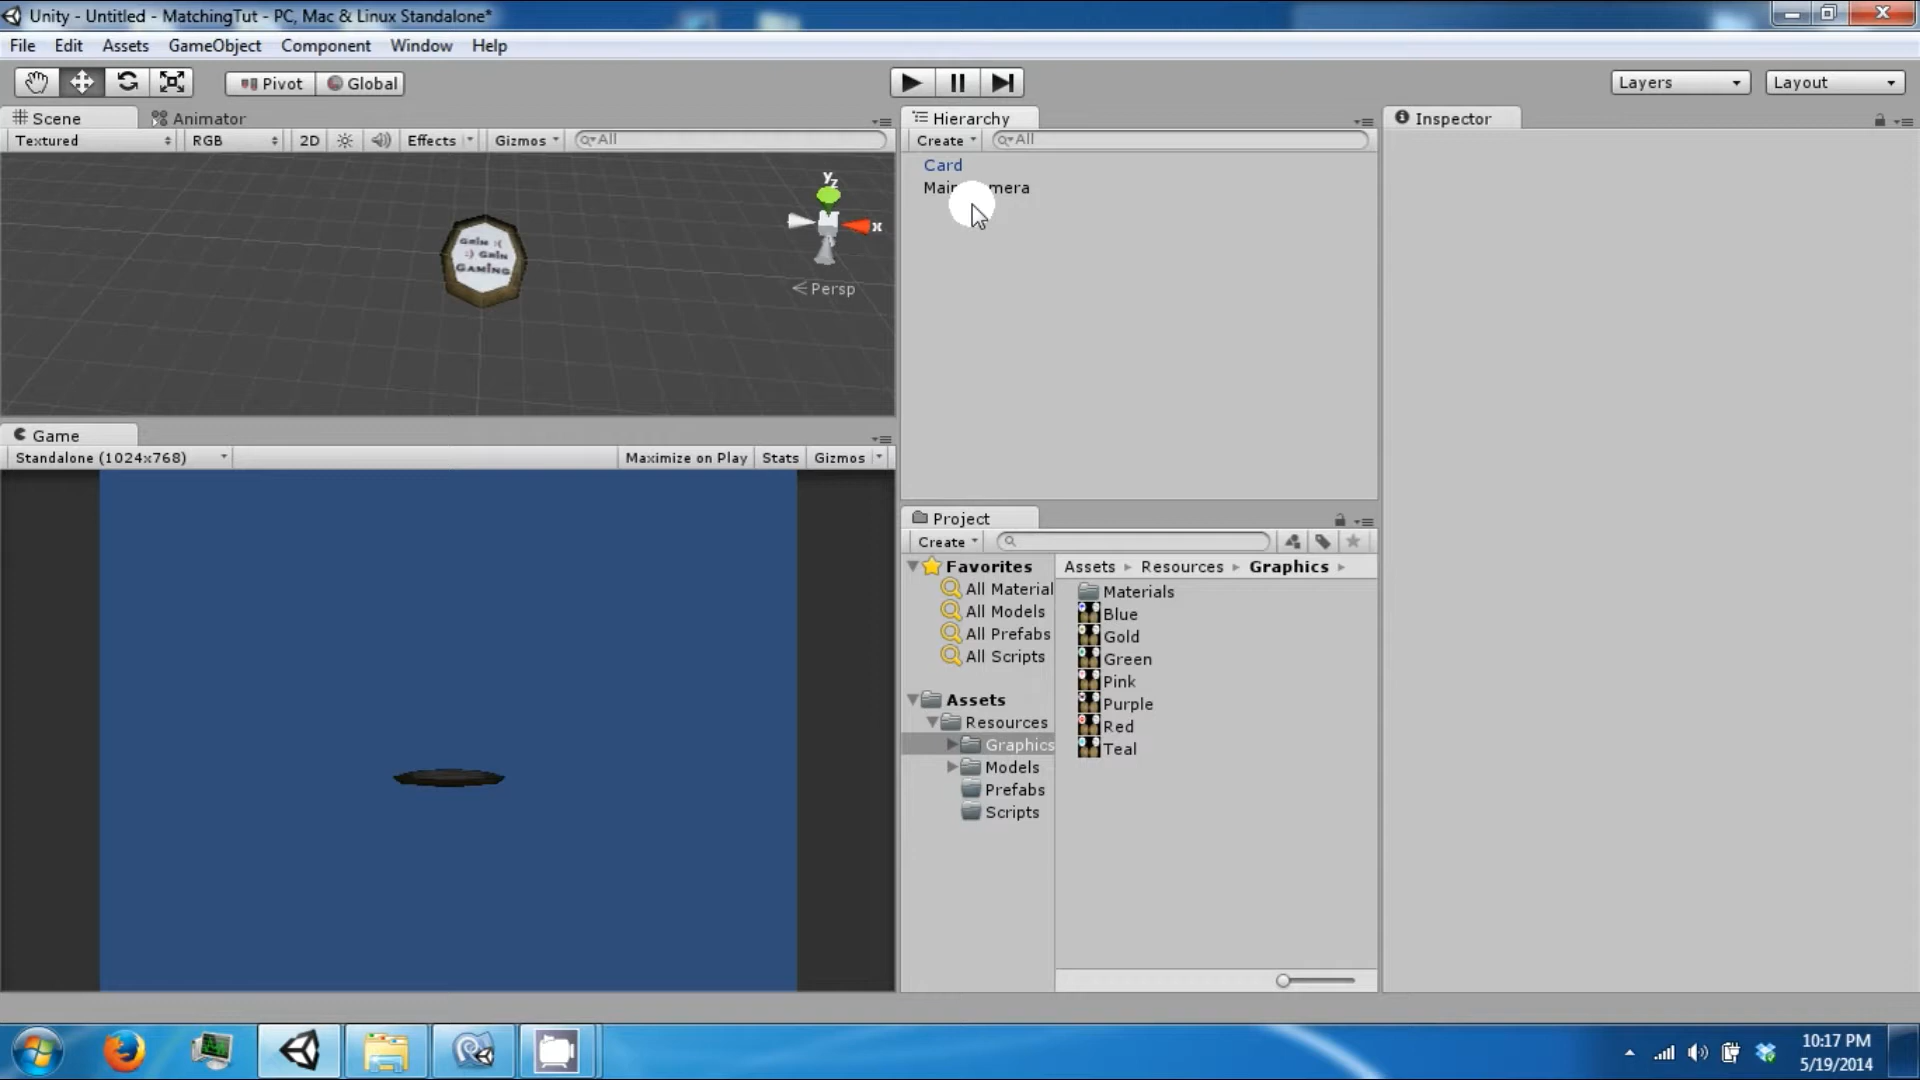 Unity - Untitled - MatchingTut - PC, Mac & Linux Standalone*
File Edit Assets GameObject Component Window Help
Pivot Global Layers Layout
Scene Animator
Textured RGB 2D Effects Gizmos All
y z
x
Persp
GRIN :(
:) GRIN
GAMING
Game
Standalone (1024x768) Maximize on Play Stats Gizmos
Hierarchy
Create All
Card
Main Camera
Project
Create
Favorites
All Material
All Models
All Prefabs
All Scripts
Assets
Resources
Graphics
Models
Prefabs
Scripts
Assets Resources Graphics
Materials
Blue
Gold
Green
Pink
Purple
Red
Teal
Inspector
10:17 PM
5/19/2014